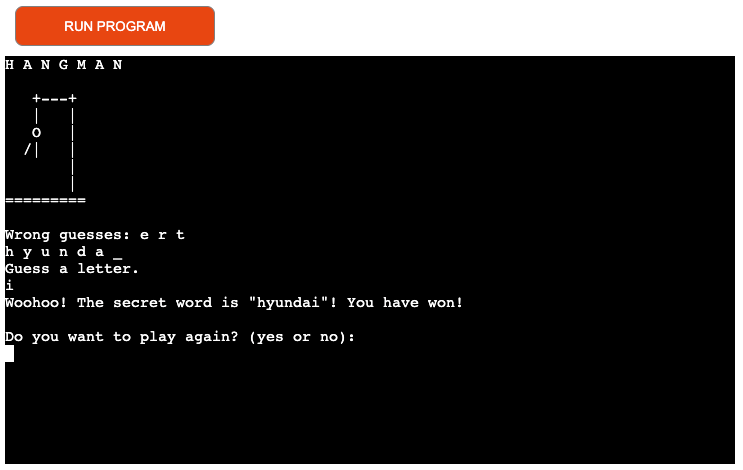 RUN PROGRAM
H A N G M A N
   +---+
   |   |
   O   |
  /|   |
       |
       |
=========
Wrong guesses: e r t
h y u n d a _
Guess a letter.
i
Woohoo! The secret word is "hyundai"! You have won!
Do you want to play again? (yes or no):